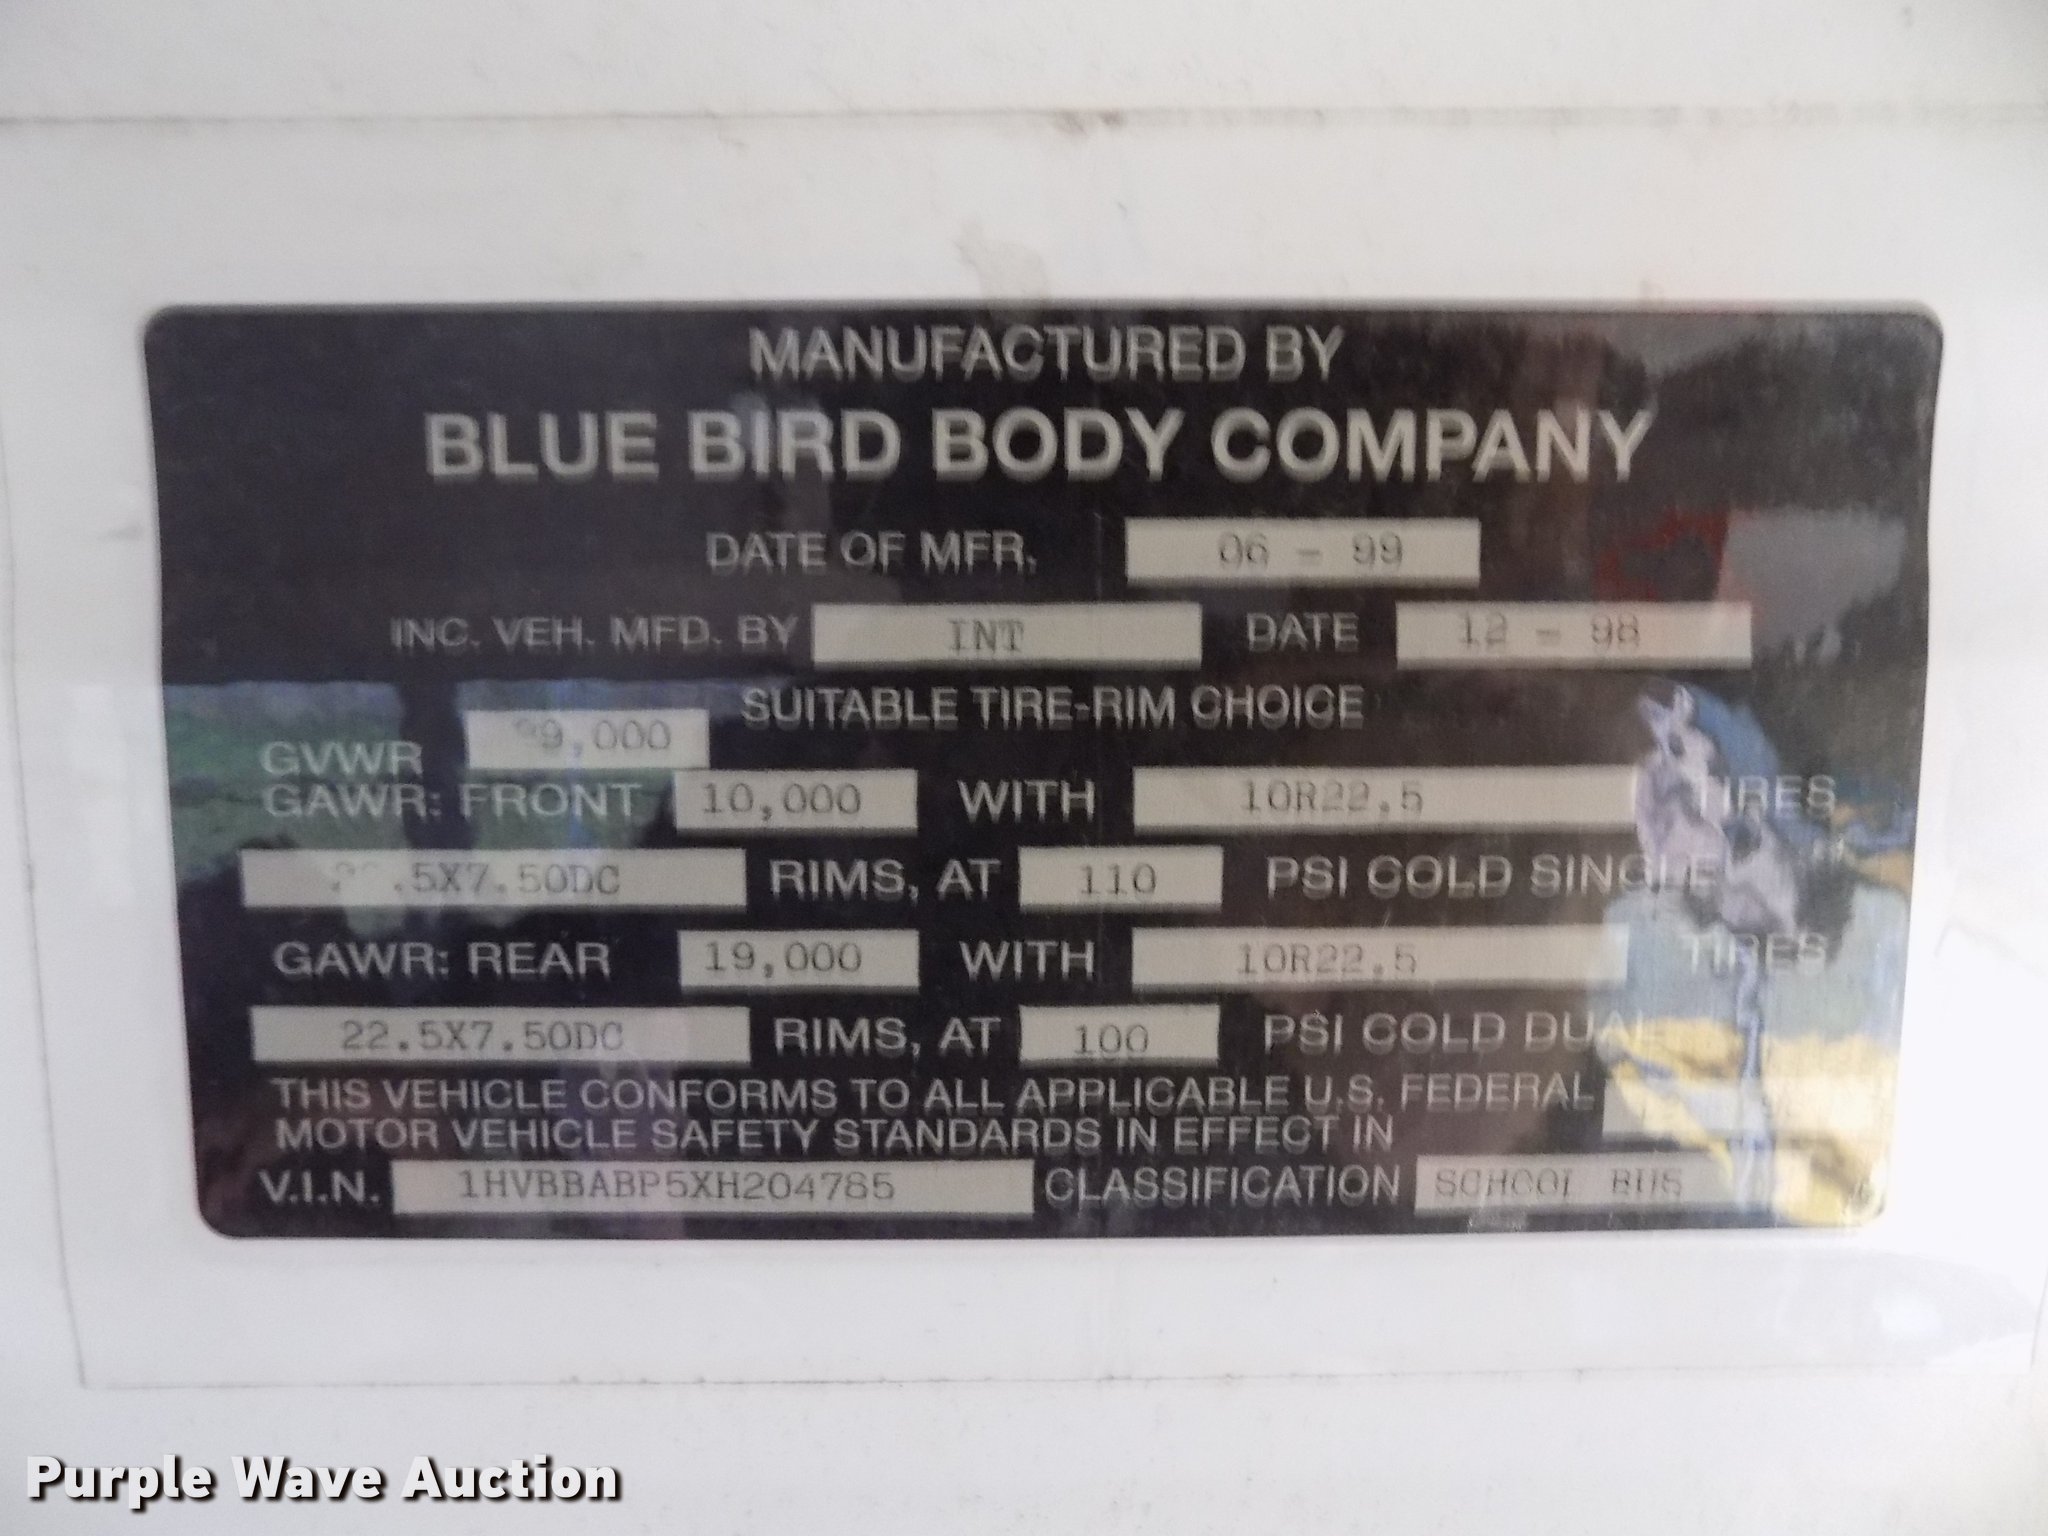 MANUFACTURED BY
BLUE BIRD BODY COMPANY
DATE OF MFR. 06 - 99
INC. VEH. MFD. BY INT DATE 12 - 98
SUITABLE TIRE-RIM CHOICE
GVWR
GAWR: FRONT 10,000 WITH 10R22.5 TIRES
RIMS, AT 110 PSI COLD SINGLE
GAWR: REAR 19,000 WITH 10R22.5 TIRES
22.5X7.50DC RIMS, AT 100 PSI COLD DUAL
THIS VEHICLE CONFORMS TO ALL APPLICABLE U.S. FEDERAL
MOTOR VEHICLE SAFETY STANDARDS IN EFFECT IN
V.I.N. 1HVBBABP5XH204785 CLASSIFICATION SCHOOL BUS
Purple Wave Auction